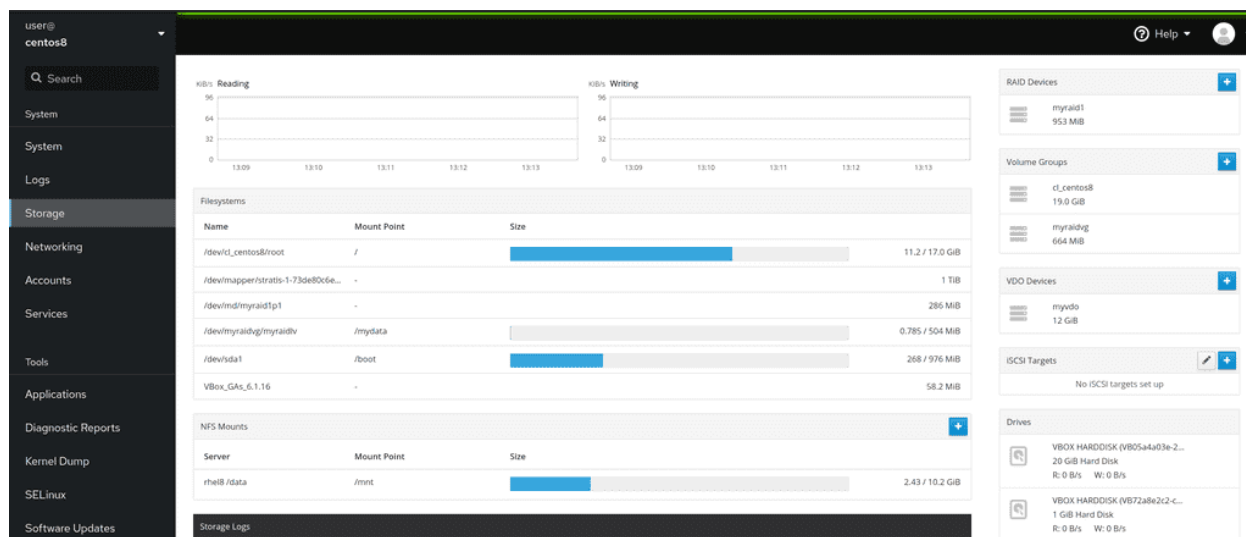 user@
centos8
Help
Search
System
System
Logs
Storage
Networking
Accounts
Services
Tools
Applications
Diagnostic Reports
Kernel Dump
SELinux
Software Updates
KiB/s Reading
96
64
32
0
13:09 13:10 13:11 13:12 13:13
KiB/s Writing
96
64
32
0
13:09 13:10 13:11 13:12 13:13
Filesystems
Name Mount Point Size
/dev/cl_centos8/root / 11.2 / 17.0 GiB
/dev/mapper/stratis-1-73de80c6e... - 1 TiB
/dev/md/myraid1p1 - 286 MiB
/dev/myraidvg/myraidlv /mydata 0.785 / 504 MiB
/dev/sda1 /boot 268 / 976 MiB
VBox_GAs_6.1.16 - 58.2 MiB
NFS Mounts
Server Mount Point Size
rhel8 /data /mnt 2.43 / 10.2 GiB
Storage Logs
RAID Devices
myraid1
953 MiB
Volume Groups
cl_centos8
19.0 GiB
myraidvg
664 MiB
VDO Devices
myvdo
12 GiB
iSCSI Targets
No iSCSI targets set up
Drives
VBOX HARDDISK (VB05a4a03e-2...
20 GiB Hard Disk
R: 0 B/s W: 0 B/s
VBOX HARDDISK (VB72a8e2c2-c...
1 GiB Hard Disk
R: 0 B/s W: 0 B/s